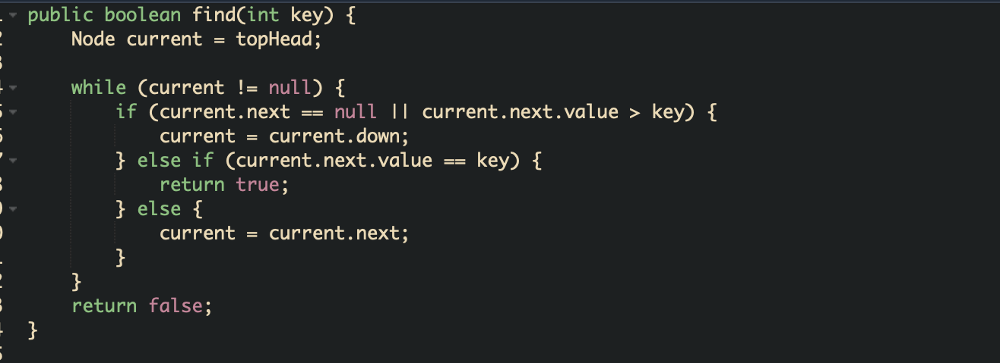 public boolean find(int key) {
    Node current = topHead;

    while (current != null) {
        if (current.next == null || current.next.value > key) {
            current = current.down;
        } else if (current.next.value == key) {
            return true;
        } else {
            current = current.next;
        }
    }
    return false;
}